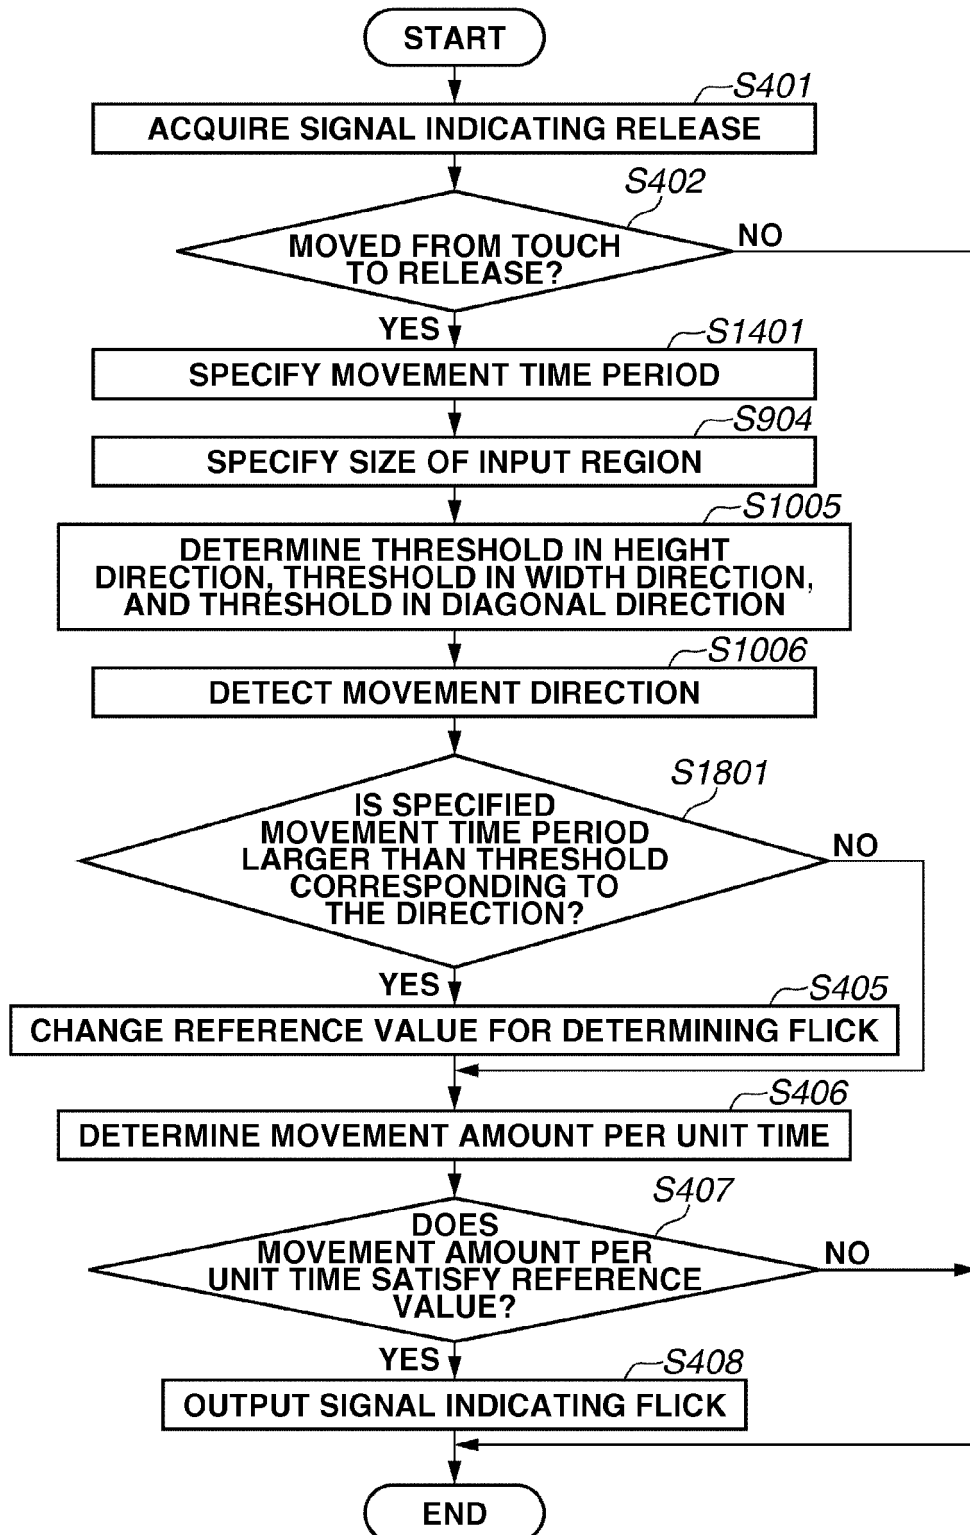 START
S401
ACQUIRE SIGNAL INDICATING RELEASE
S402
MOVED FROM TOUCH
TO RELEASE?
NO
YES
S1401
SPECIFY MOVEMENT TIME PERIOD
S904
SPECIFY SIZE OF INPUT REGION
S1005
DETERMINE THRESHOLD IN HEIGHT
DIRECTION, THRESHOLD IN WIDTH DIRECTION,
AND THRESHOLD IN DIAGONAL DIRECTION
S1006
DETECT MOVEMENT DIRECTION
S1801
IS SPECIFIED
MOVEMENT TIME PERIOD
LARGER THAN THRESHOLD
CORRESPONDING TO
THE DIRECTION?
NO
YES
S405
CHANGE REFERENCE VALUE FOR DETERMINING FLICK
S406
DETERMINE MOVEMENT AMOUNT PER UNIT TIME
S407
DOES
MOVEMENT AMOUNT PER
UNIT TIME SATISFY REFERENCE
VALUE?
NO
YES
S408
OUTPUT SIGNAL INDICATING FLICK
END